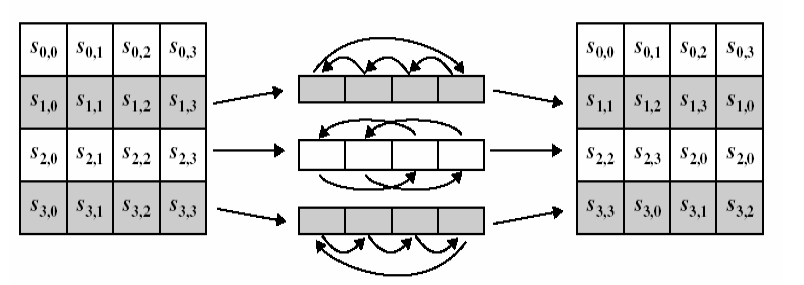 S0,0 S0,1 S0,2 S0,3 S0,0 S0,1 S0,2 S0,3
S1,0 S1,1 S1,2 S1,3 S1,1 S1,2 S1,3 S1,0
S2,0 S2,1 S2,2 S2,3 S2,2 S2,3 S2,0 S2,0
S3,0 S3,1 S3,2 S3,3 S3,3 S3,0 S3,1 S3,2